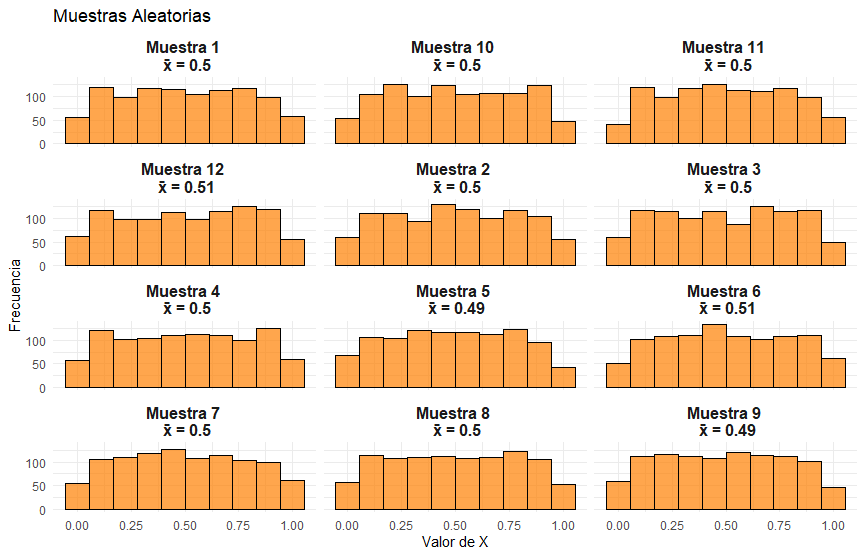 Muestras Aleatorias
Muestra 1
x̄ = 0.5
Muestra 10
x̄ = 0.5
Muestra 11
x̄ = 0.5
100
50
0
Muestra 12
x̄ = 0.51
Muestra 2
x̄ = 0.5
Muestra 3
x̄ = 0.5
100
50
0
Muestra 4
x̄ = 0.5
Muestra 5
x̄ = 0.49
Muestra 6
x̄ = 0.51
100
50
0
Muestra 7
x̄ = 0.5
Muestra 8
x̄ = 0.5
Muestra 9
x̄ = 0.49
100
50
0
Frecuencia
0.00 0.25 0.50 0.75 1.00 0.00 0.25 0.50 0.75 1.00 0.00 0.25 0.50 0.75 1.00
Valor de X